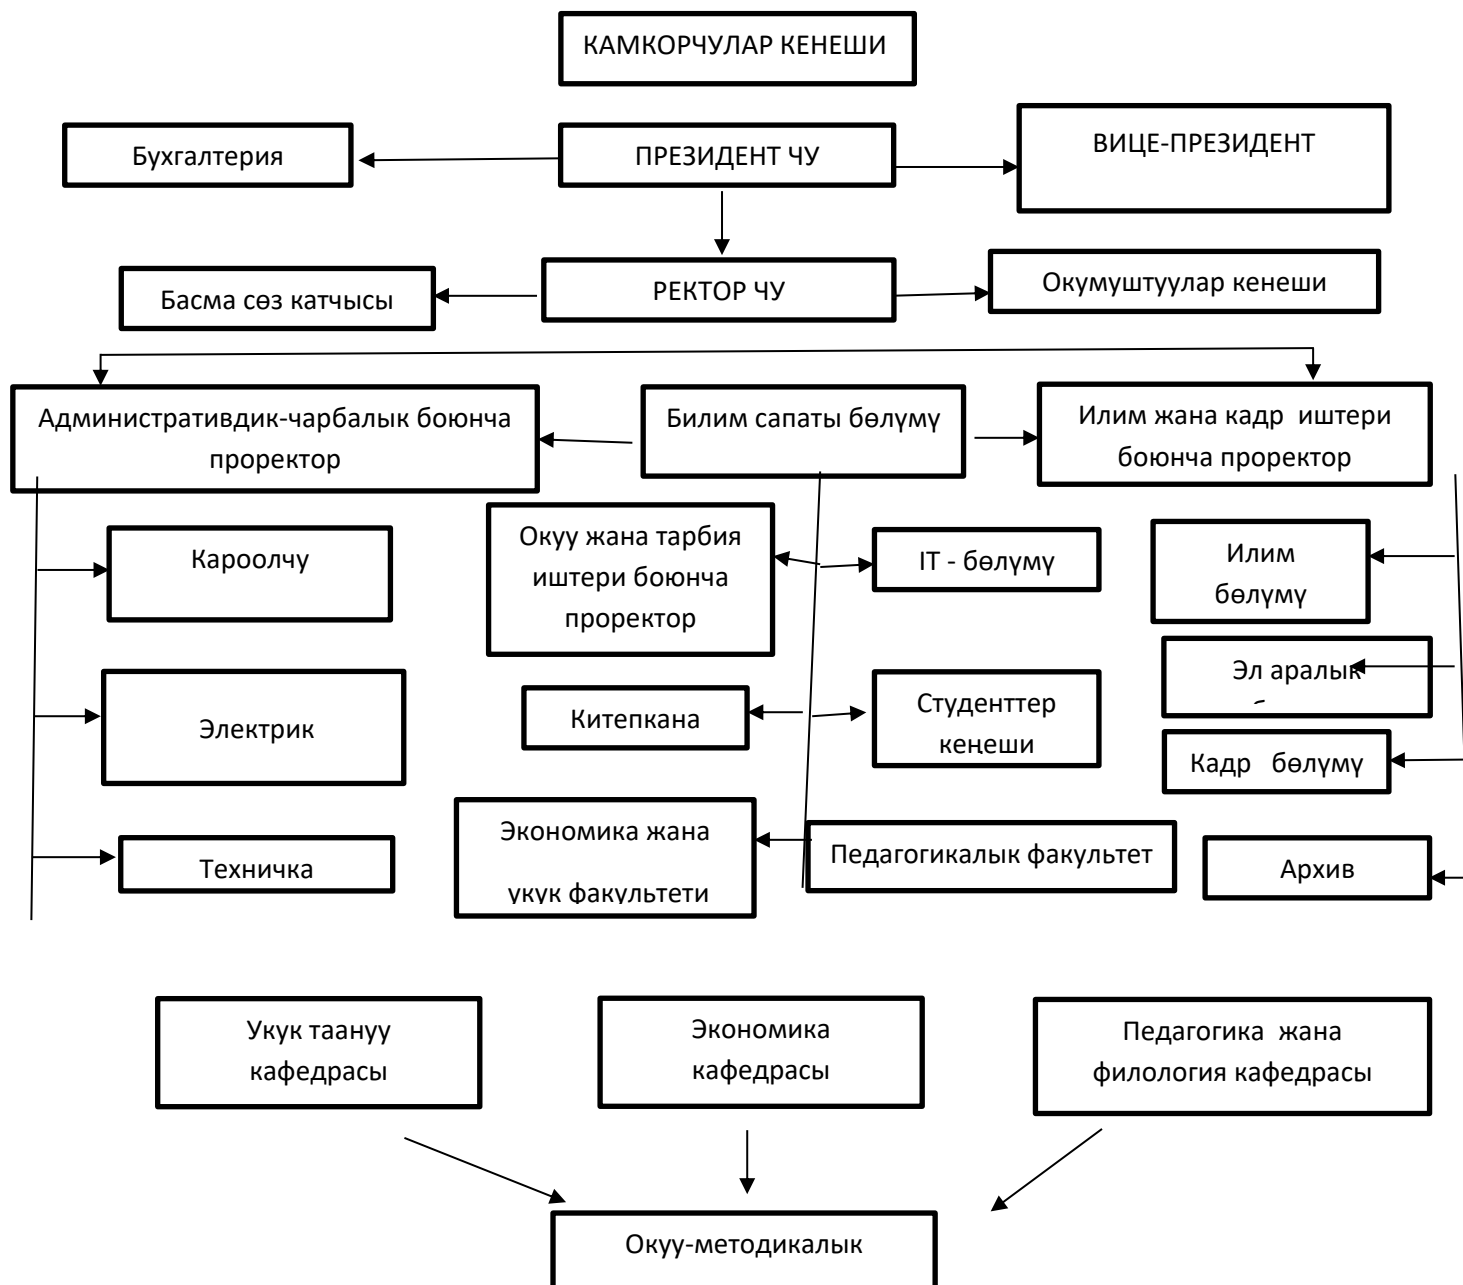 КАМКОРЧУЛАР КЕНЕШИ
Бухгалтерия
ПРЕЗИДЕНТ ЧУ
ВИЦЕ-ПРЕЗИДЕНТ
Басма сөз катчысы
РЕКТОР ЧУ
Окумуштуулар кенеши
Административдик-чарбалык боюнча
проректор
Билим сапаты бөлүмү
Илим жана кадр иштери
боюнча проректор
Кароолчу
Окуу жана тарбия
иштери боюнча
проректор
IT - бөлүмү
Илим
бөлүмү
Электрик
Китепкана
Студенттер
кеңеши
Эл аралык
Кадр бөлүмү
Техничка
Экономика жана
укук факультети
Педагогикалык факультет
Архив
Укук таануу
кафедрасы
Экономика
кафедрасы
Педагогика жана
филология кафедрасы
Окуу-методикалык